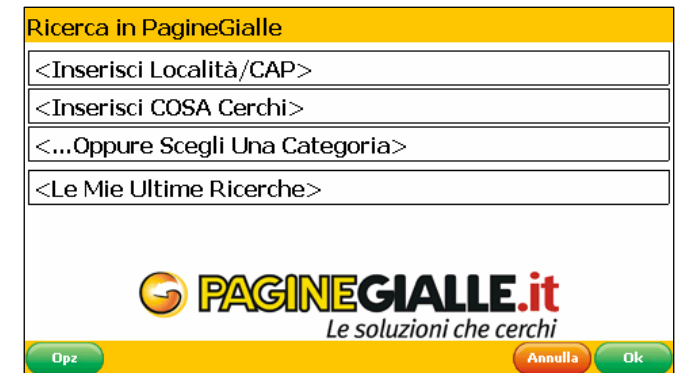 Ricerca in PagineGialle
<Inserisci Località/CAP>
<Inserisci COSA Cerchi>
<...Oppure Scegli Una Categoria>
<Le Mie Ultime Ricerche>
PAGINEGIALLE.it
Le soluzioni che cerchi
Opz Annulla Ok